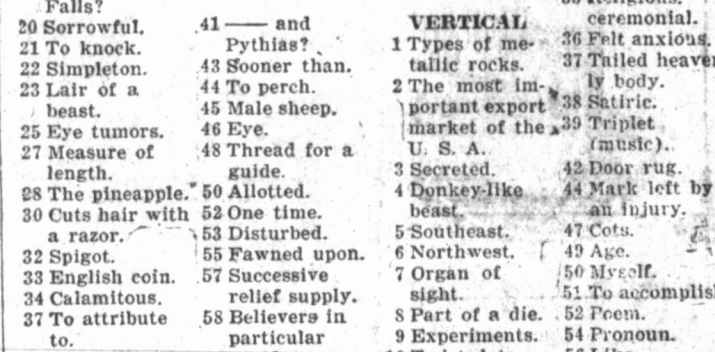 Falls?
20 Sorrowful.
21 To knock.
22 Simpleton.
23 Lair of a
beast.
25 Eye tumors.
27 Measure of
length.
28 The pineapple.
30 Cuts hair with
a razor.
32 Spigot.
33 English coin.
34 Calamitous.
37 To attribute
to.
41 —— and
Pythias?
43 Sooner than.
44 To perch.
45 Male sheep.
46 Eye.
48 Thread for a
guide.
50 Allotted.
52 One time.
53 Disturbed.
55 Fawned upon.
57 Successive
relief supply.
58 Believers in
particular
VERTICAL
1 Types of me-
tallic rocks.
2 The most im-
portant export
market of the
U. S. A.
3 Secreted.
4 Donkey-like
beast.
5 Southeast.
6 Northwest.
7 Organ of
sight.
8 Part of a die.
9 Experiments.
ceremonial.
36 Felt anxious.
37 Tailed heaven
ly body.
38 Satiric.
39 Triplet
(music).
42 Door rug.
44 Mark left by
an injury.
47 Cots.
49 Age.
50 Myself.
51 To accomplis
52 Poem.
54 Pronoun.